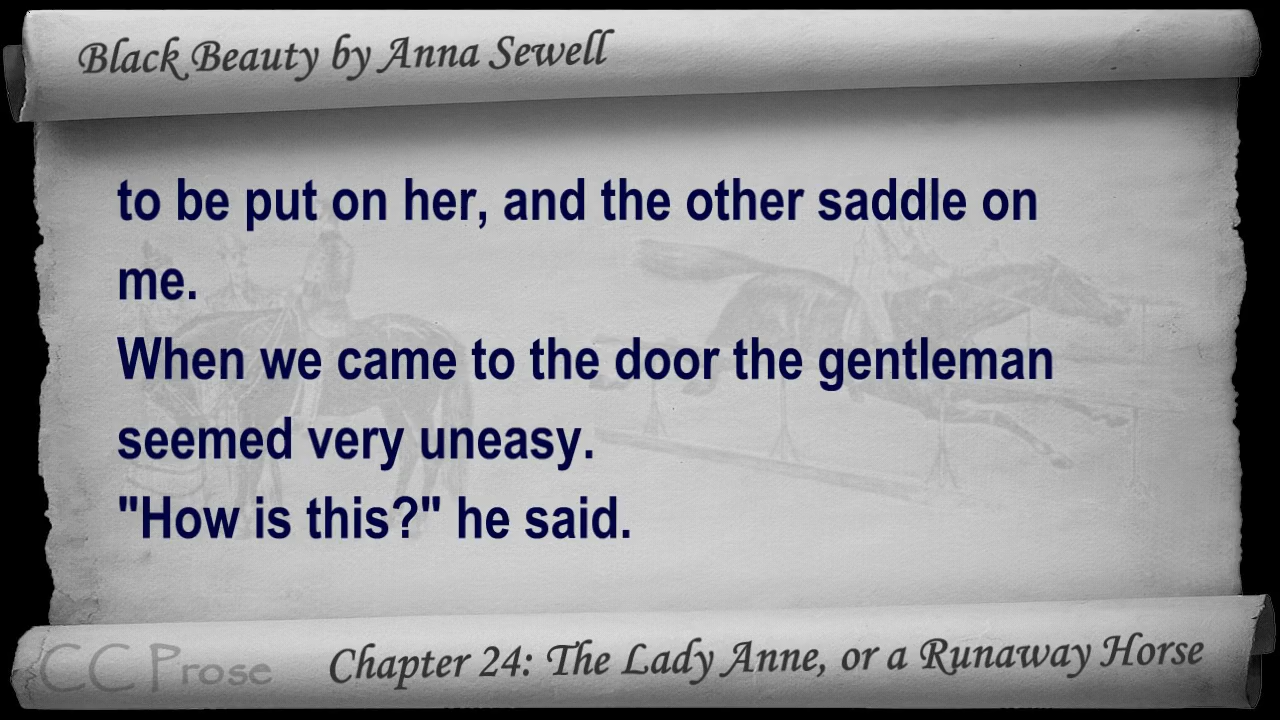 Black Beauty by Anna Sewell
to be put on her, and the other saddle on
me.
When we came to the door the gentleman
seemed very uneasy.
"How is this?" he said.
CC Prose
Chapter 24: The Lady Anne, or a Runaway Horse